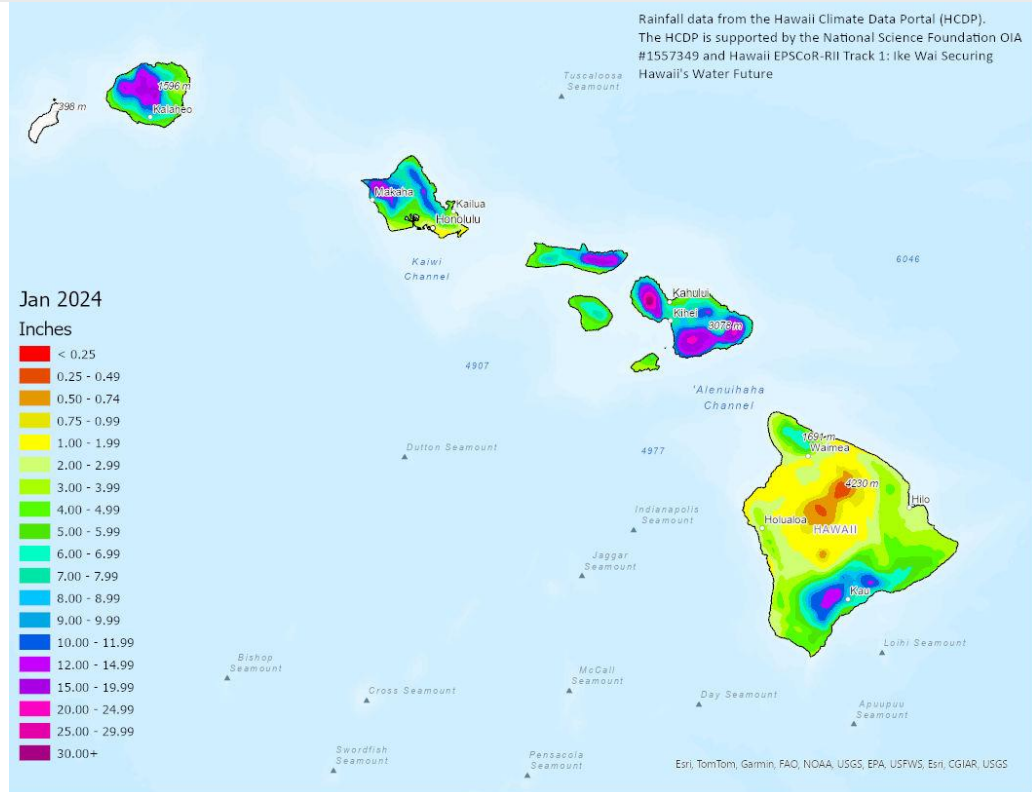 Rainfall data from the Hawaii Climate Data Portal (HCDP).
The HCDP is supported by the National Science Foundation OIA
#1557349 and Hawaii EPSCoR-RII Track 1: Ike Wai Securing
Hawaii's Water Future
Tuscaloosa
Seamount
1596 m
398 m
Kalaheo
Makaha
Kailua
Honolulu
Kaiwi
Channel
6046
Kahului
Kihei
3078 m
4907
'Alenuihaha
Channel
Jan 2024
Inches
< 0.25
0.25 - 0.49
0.50 - 0.74
0.75 - 0.99
1.00 - 1.99
2.00 - 2.99
3.00 - 3.99
4.00 - 4.99
5.00 - 5.99
6.00 - 6.99
7.00 - 7.99
8.00 - 8.99
9.00 - 9.99
10.00 - 11.99
12.00 - 14.99
15.00 - 19.99
20.00 - 24.99
25.00 - 29.99
30.00+
Dutton Seamount
4977
1691 m
Waimea
4230 m
Hilo
Holualoa
HAWAII
Indianapolis
Seamount
Jaggar
Seamount
Kau
Loihi Seamount
Bishop
Seamount
Cross Seamount
McCall
Seamount
Day Seamount
Apuupuu
Seamount
Swordfish
Seamount
Pensacola
Seamount
Esri, TomTom, Garmin, FAO, NOAA, USGS, EPA, USFWS, Esri, CGIAR, USGS